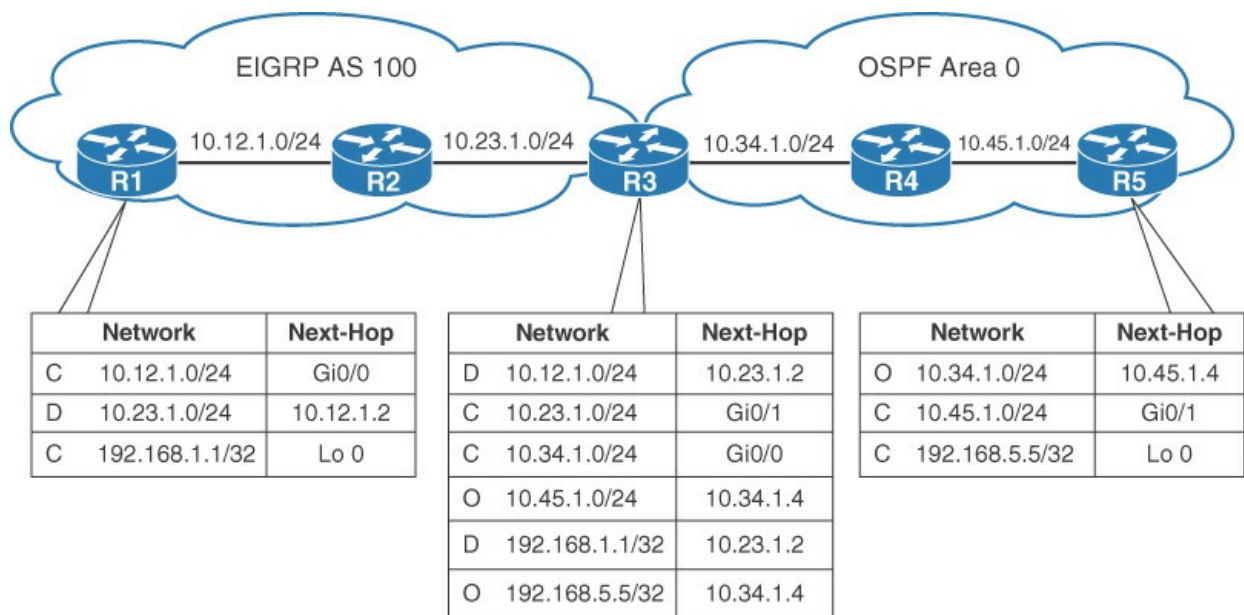 EIGRP AS 100
OSPF Area 0
10.12.1.0/24
10.23.1.0/24
10.34.1.0/24
10.45.1.0/24
R1
R2
R3
R4
R5
Network Next-Hop
C 10.12.1.0/24 Gi0/0
D 10.23.1.0/24 10.12.1.2
C 192.168.1.1/32 Lo 0
Network Next-Hop
D 10.12.1.0/24 10.23.1.2
C 10.23.1.0/24 Gi0/1
C 10.34.1.0/24 Gi0/0
O 10.45.1.0/24 10.34.1.4
D 192.168.1.1/32 10.23.1.2
O 192.168.5.5/32 10.34.1.4
Network Next-Hop
O 10.34.1.0/24 10.45.1.4
C 10.45.1.0/24 Gi0/1
C 192.168.5.5/32 Lo 0